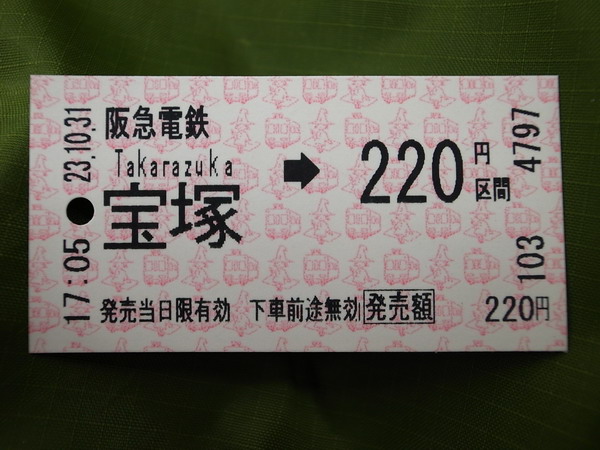 阪急電鉄
Takarazuka
宝塚
➡
220円区間
発売当日限有効 下車前途無効 発売額 220円
17:05 23.10.31
103 4797